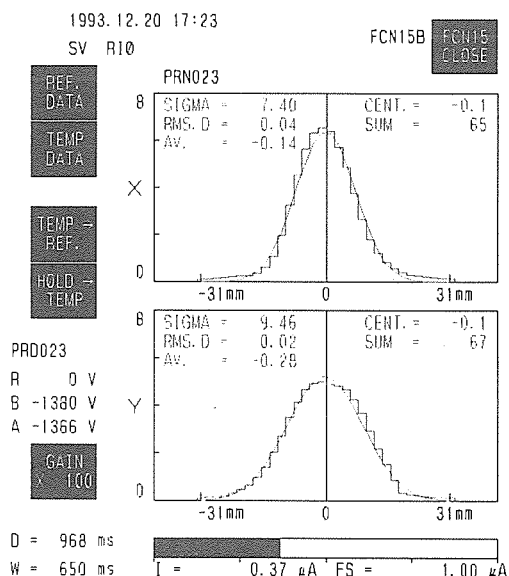 1993.12.20 17:23
SV RI0
FCN15B
FCN15
CLOSE
REF.
DATA
TEMP
DATA
TEMP →
REF.
HOLD →
TEMP
PRN023
8
SIGMA = 7.40 CENT. = -0.1
RMS.D = 0.04 SUM = 65
AV. = -0.14
X
0
-31mm 0 31mm
8
SIGMA = 9.46 CENT. = -0.1
RMS.D = 0.02 SUM = 67
AV. = -0.28
Y
0
-31mm 0 31mm
PRD023
R 0 V
B -1380 V
A -1366 V
GAIN
× 100
D = 968 ms
W = 650 ms
I = 0.37 µA FS = 1.00 µA